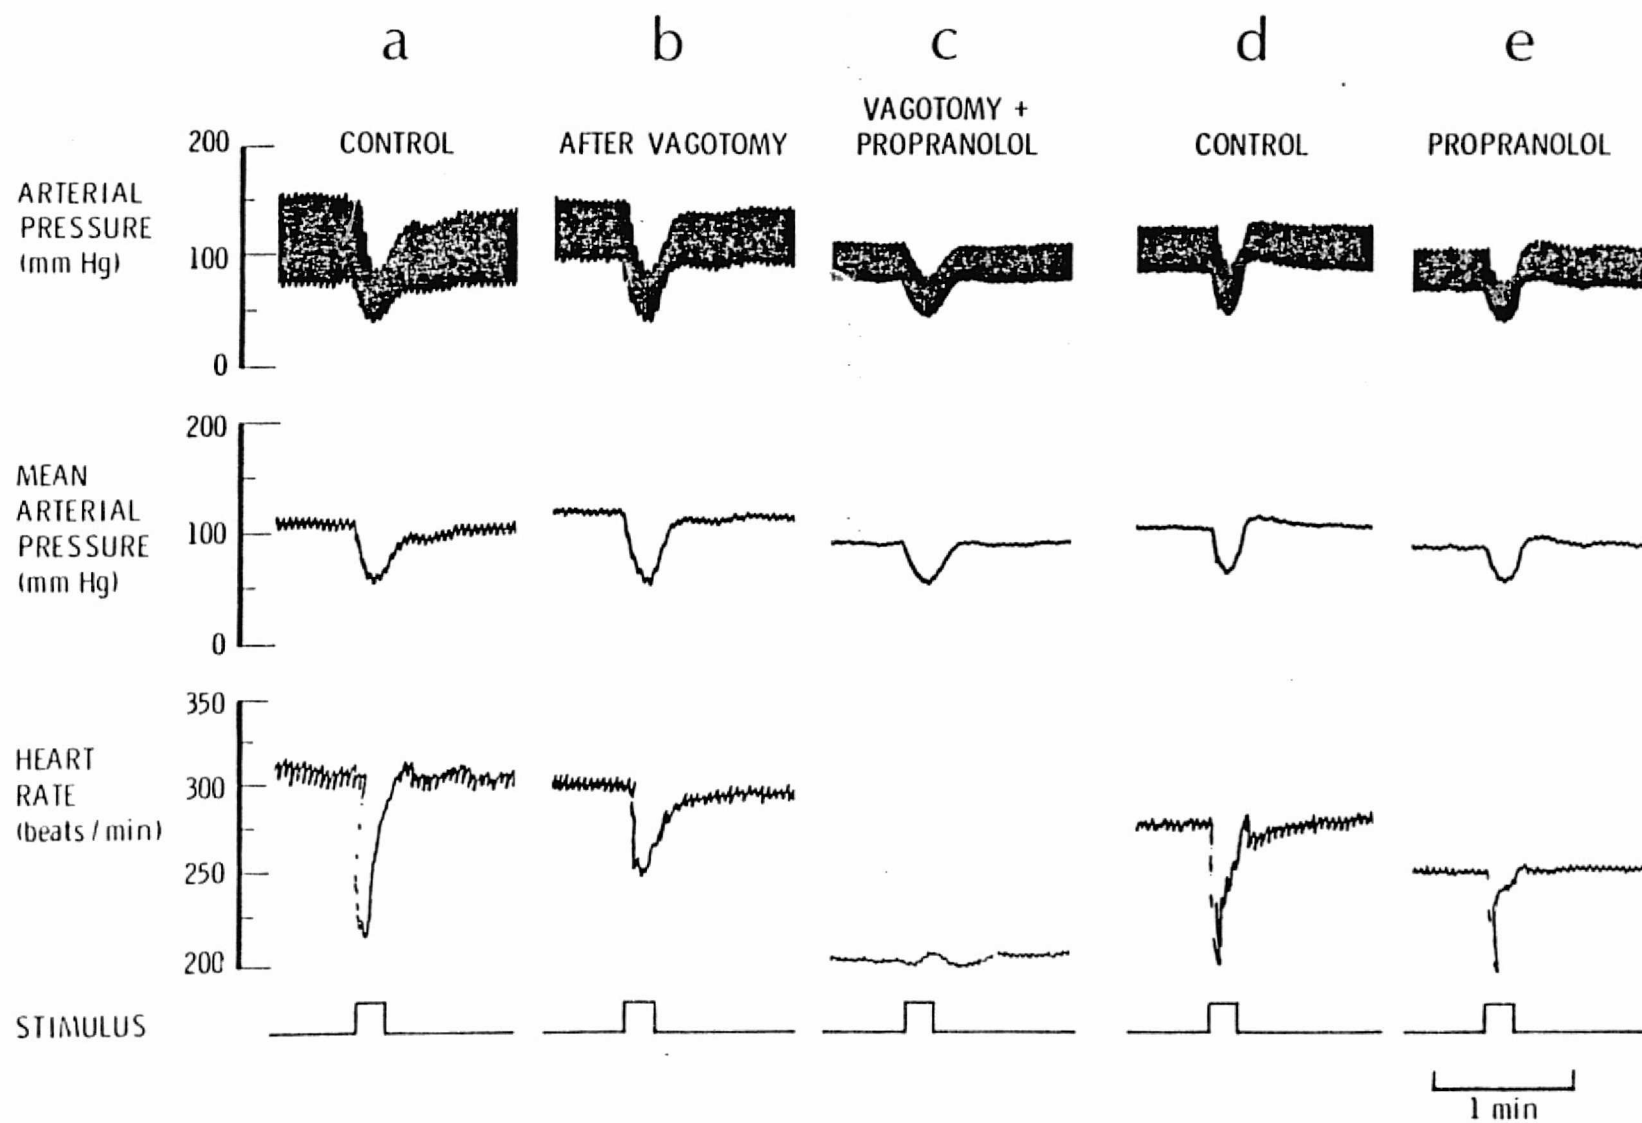 a b c d e
VAGOTOMY +
CONTROL AFTER VAGOTOMY PROPRANOLOL CONTROL PROPRANOLOL
200
ARTERIAL
PRESSURE
(mm Hg)
100
0
200
MEAN
ARTERIAL
PRESSURE
(mm Hg)
100
0
350
HEART
RATE
(beats / min)
300
250
200
STIMULUS
1 min